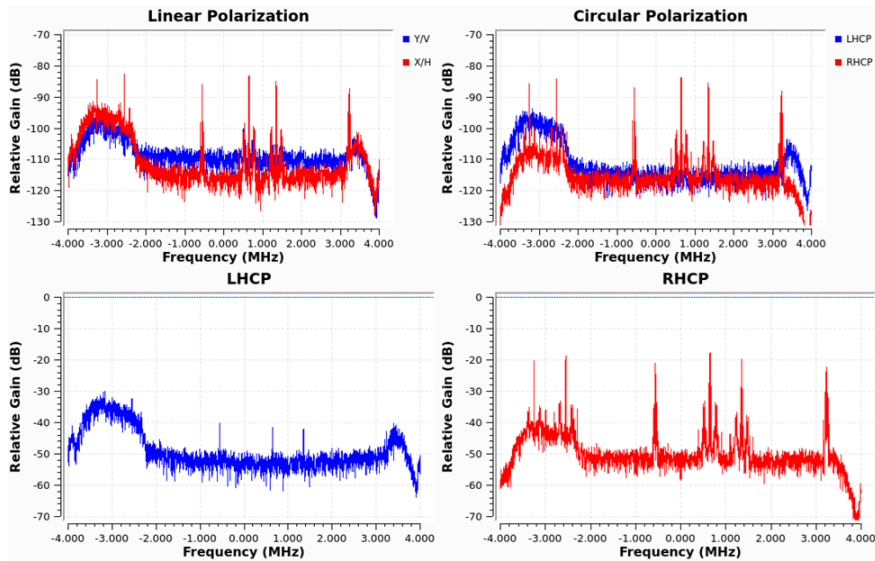 Linear Polarization
Relative Gain (dB)
-70
-80
-90
-100
-110
-120
-130
-4.000 -3.000 -2.000 -1.000 0.000 1.000 2.000 3.000 4.000
Frequency (MHz)
Y/V
X/H
Circular Polarization
Relative Gain (dB)
-70
-80
-90
-100
-110
-120
-130
-4.000 -3.000 -2.000 -1.000 0.000 1.000 2.000 3.000 4.000
Frequency (MHz)
LHCP
RHCP
LHCP
Relative Gain (dB)
0
-10
-20
-30
-40
-50
-60
-70
-4.000 -3.000 -2.000 -1.000 0.000 1.000 2.000 3.000 4.000
Frequency (MHz)
RHCP
Relative Gain (dB)
0
-10
-20
-30
-40
-50
-60
-70
-4.000 -3.000 -2.000 -1.000 0.000 1.000 2.000 3.000 4.000
Frequency (MHz)